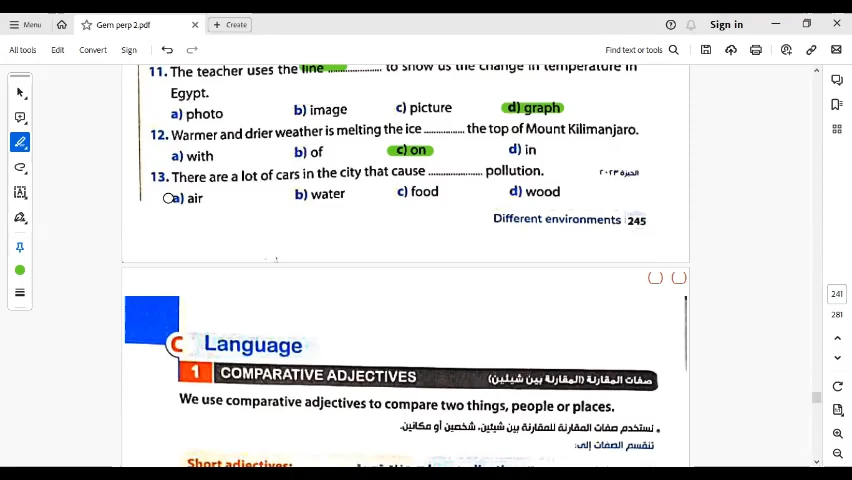 Menu
Gem perp 2.pdf
Create
Sign in
All tools
Edit
Convert
Sign
Find text or tools
11. The teacher uses the line .................. to show us the change in temperature in
Egypt.
a) photo b) image c) picture d) graph
12. Warmer and drier weather is melting the ice .............. the top of Mount Kilimanjaro.
a) with b) of c) on d) in
13. There are a lot of cars in the city that cause .................. pollution. الجيزة ٢٠٢٣
a) air b) water c) food d) wood
Different environments 245
241
281
C Language
1 COMPARATIVE ADJECTIVES صفات المقارنة (المقارنة بين شيئين)
We use comparative adjectives to compare two things, people or places.
• نستخدم صفات المقارنة للمقارنة بين شيئين، شخصين أو مكانين.
تنقسم الصفات إلى:
Short adjectives: